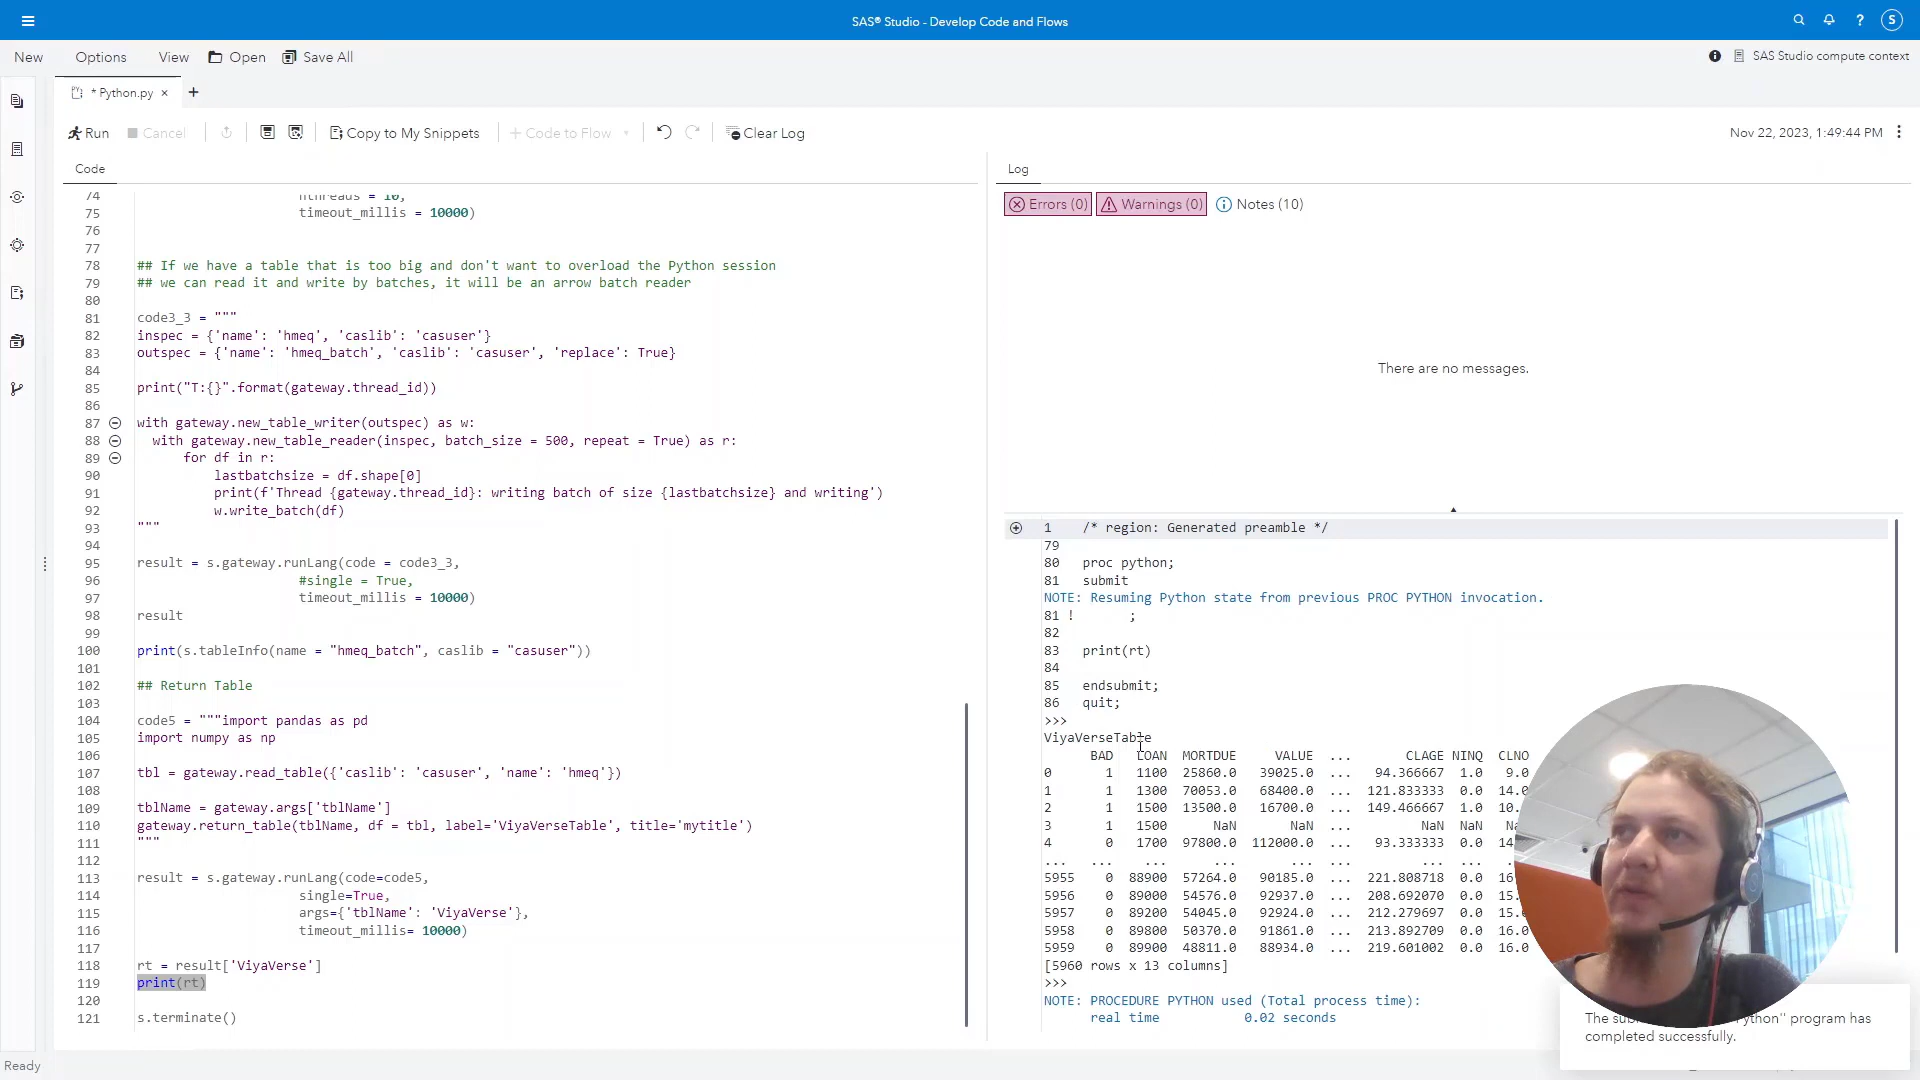 SAS® Studio - Develop Code and Flows
?
S
New
Options
View
Open
Save All
SAS Studio compute context
* Python.py
Run
Cancel
Copy to My Snippets
Code to Flow
Clear Log
Nov 22, 2023, 1:49:44 PM
Code
74 nthreads = 10,
75 timeout_millis = 10000)
76
77
78 ## If we have a table that is too big and don't want to overload the Python session
79 ## we can read it and write by batches, it will be an arrow batch reader
80
81 code3_3 = """
82 inspec = {'name': 'hmeq', 'caslib': 'casuser'}
83 outspec = {'name': 'hmeq_batch', 'caslib': 'casuser', 'replace': True}
84
85 print("T:{}".format(gateway.thread_id))
86
87 with gateway.new_table_writer(outspec) as w:
88 with gateway.new_table_reader(inspec, batch_size = 500, repeat = True) as r:
89 for df in r:
90 lastbatchsize = df.shape[0]
91 print(f'Thread {gateway.thread_id}: writing batch of size {lastbatchsize} and writing')
92 w.write_batch(df)
93 """
94
95 result = s.gateway.runLang(code = code3_3,
96 #single = True,
97 timeout_millis = 10000)
98 result
99
100 print(s.tableInfo(name = "hmeq_batch", caslib = "casuser"))
101
102 ## Return Table
103
104 code5 = """import pandas as pd
105 import numpy as np
106
107 tbl = gateway.read_table({'caslib': 'casuser', 'name': 'hmeq'})
108
109 tblName = gateway.args['tblName']
110 gateway.return_table(tblName, df = tbl, label='ViyaVerseTable', title='mytitle')
111 """
112
113 result = s.gateway.runLang(code=code5,
114 single=True,
115 args={'tblName': 'ViyaVerse'},
116 timeout_millis= 10000)
117
118 rt = result['ViyaVerse']
119 print(rt)
120
121 s.terminate()
Log
Errors (0)
Warnings (0)
Notes (10)
There are no messages.
1 /* region: Generated preamble */
79
80 proc python;
81 submit
NOTE: Resuming Python state from previous PROC PYTHON invocation.
81 ! ;
82
83 print(rt)
84
85 endsubmit;
86 quit;
>>>
ViyaVerseTable
BAD LOAN MORTDUE VALUE ... CLAGE NINQ CLNO
0 1 1100 25860.0 39025.0 ... 94.366667 1.0 9.0
1 1 1300 70053.0 68400.0 ... 121.833333 0.0 14.
2 1 1500 13500.0 16700.0 ... 149.466667 1.0 10.
3 1 1500 NaN NaN ... NaN NaN
4 0 1700 97800.0 112000.0 ... 93.333333 0.0 14
... ... ... ... ... ... ... ...
5955 0 88900 57264.0 90185.0 ... 221.808718 0.0 16
5956 0 89000 54576.0 92937.0 ... 208.692070 0.0 15.
5957 0 89200 54045.0 92924.0 ... 212.279697 0.0 15.
5958 0 89800 50370.0 91861.0 ... 213.892709 0.0 16.0
5959 0 89900 48811.0 88934.0 ... 219.601002 0.0 16.0
[5960 rows x 13 columns]
>>>
NOTE: PROCEDURE PYTHON used (Total process time):
real time 0.02 seconds
The ython" program has
completed successfully.
Ready